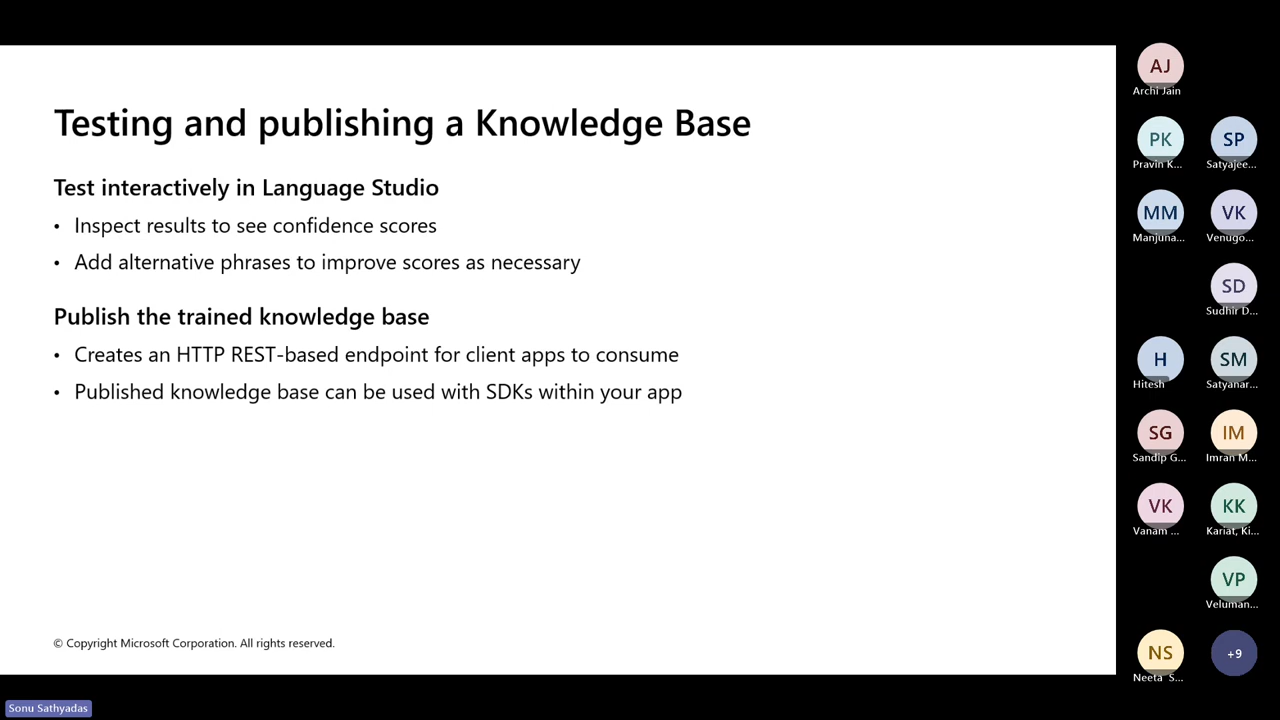 Testing and publishing a Knowledge Base
Test interactively in Language Studio
• Inspect results to see confidence scores
• Add alternative phrases to improve scores as necessary
Publish the trained knowledge base
• Creates an HTTP REST-based endpoint for client apps to consume
• Published knowledge base can be used with SDKs within your app
© Copyright Microsoft Corporation. All rights reserved.
Sonu Sathyadas
AJ
Archi Jain
PK
Pravin K...
SP
Satyajee...
MM
Manjuna...
VK
Venugo...
SD
Sudhir D...
H
Hitesh
SM
Satyanar...
SG
Sandip G...
IM
Imran M...
VK
Vanam ...
KK
Kariat, Ki...
VP
Veluman...
NS
Neeta S...
+9